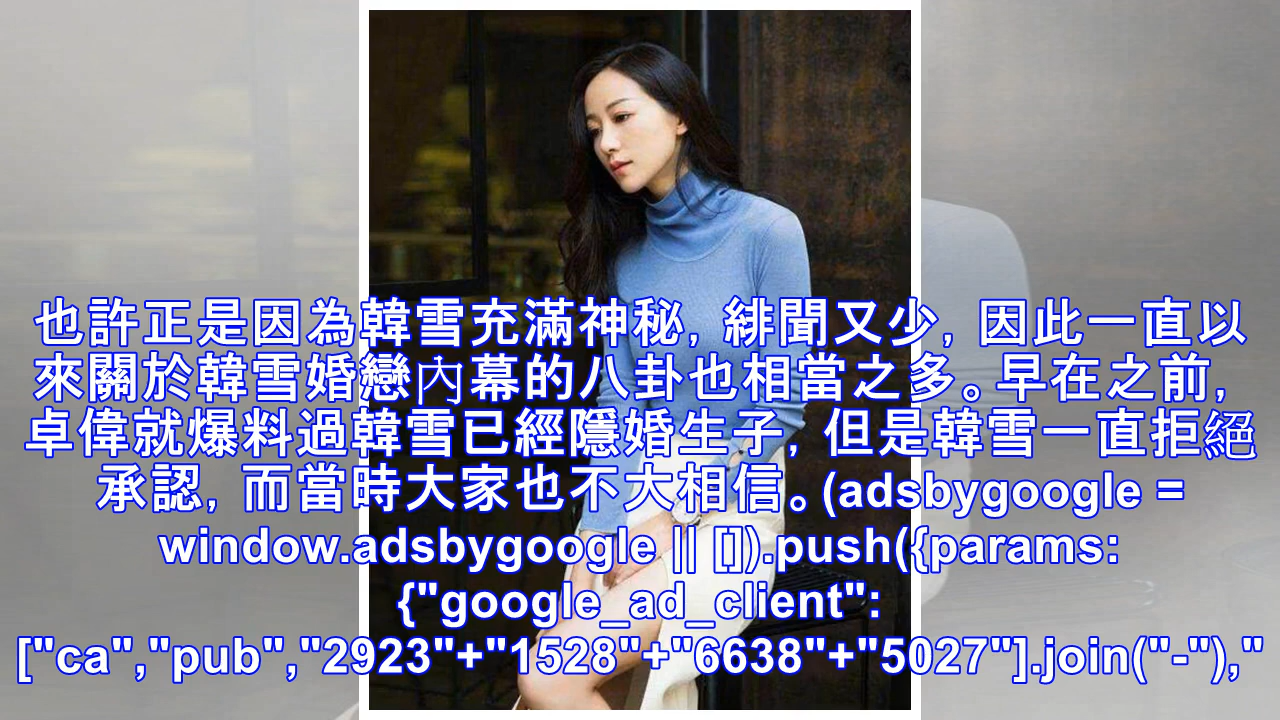 也許正是因為韓雪充滿神秘，緋聞又少，因此一直以
來關於韓雪婚戀內幕的八卦也相當之多。早在之前，
卓偉就爆料過韓雪已經隱婚生子，但是韓雪一直拒絕
承認，而當時大家也不大相信。(adsbygoogle =
window.adsbygoogle || []).push({params:
{"google_ad_client":
["ca","pub","2923"+"1528"+"6638"+"5027"].join("-"),"